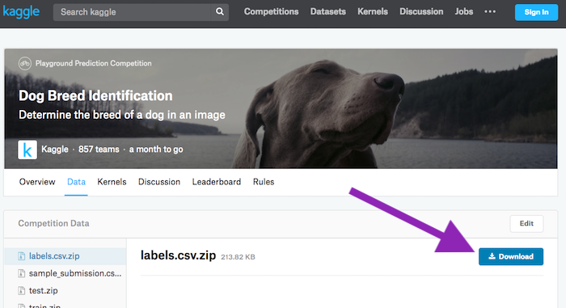 kaggle
Search kaggle
Competitions Datasets Kernels Discussion Jobs ••• Sign In
Playground Prediction Competition
Dog Breed Identification
Determine the breed of a dog in an image
k Kaggle · 857 teams · a month to go
Overview Data Kernels Discussion Leaderboard Rules
Competition Data Edit
labels.csv.zip labels.csv.zip 213.82 KB Download
sample_submission.cs...
test.zip
train.zip